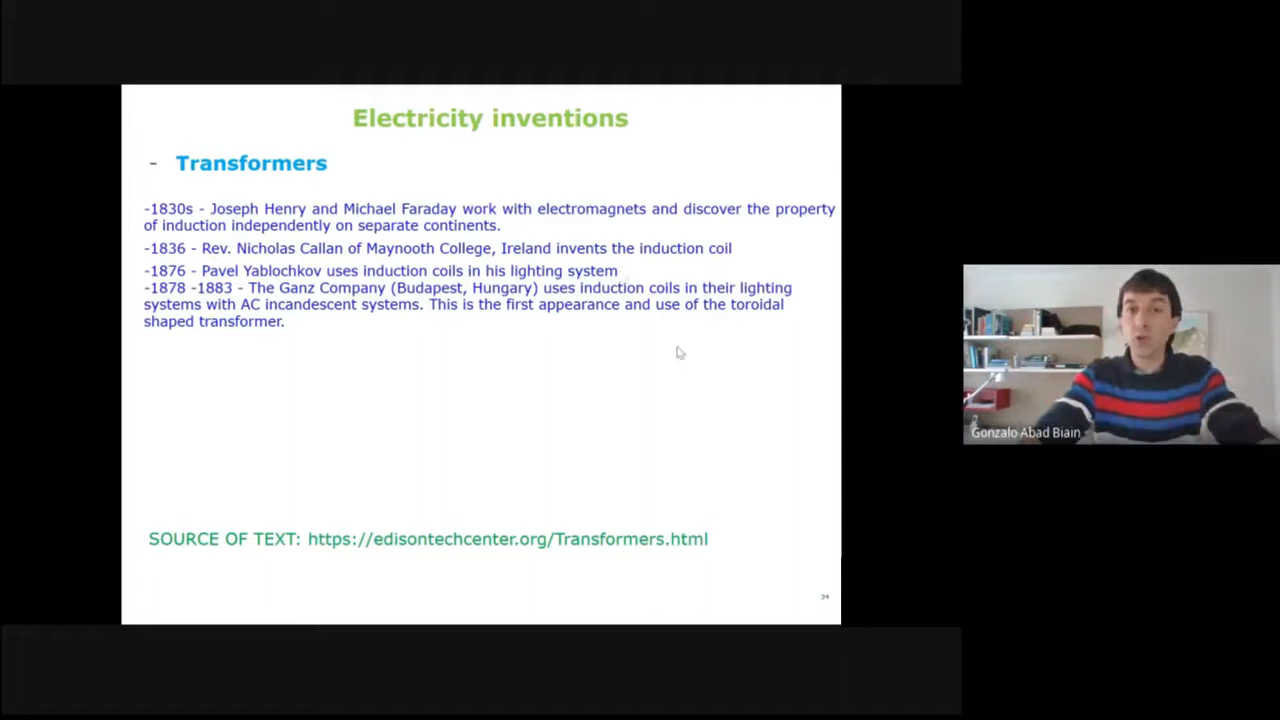 Electricity inventions
- Transformers
-1830s - Joseph Henry and Michael Faraday work with electromagnets and discover the property
of induction independently on separate continents.
-1836 - Rev. Nicholas Callan of Maynooth College, Ireland invents the induction coil
-1876 - Pavel Yablochkov uses induction coils in his lighting system
-1878 -1883 - The Ganz Company (Budapest, Hungary) uses induction coils in their lighting
systems with AC incandescent systems. This is the first appearance and use of the toroidal
shaped transformer.
Gonzalo Abad Biain
SOURCE OF TEXT: https://edisontechcenter.org/Transformers.html
34